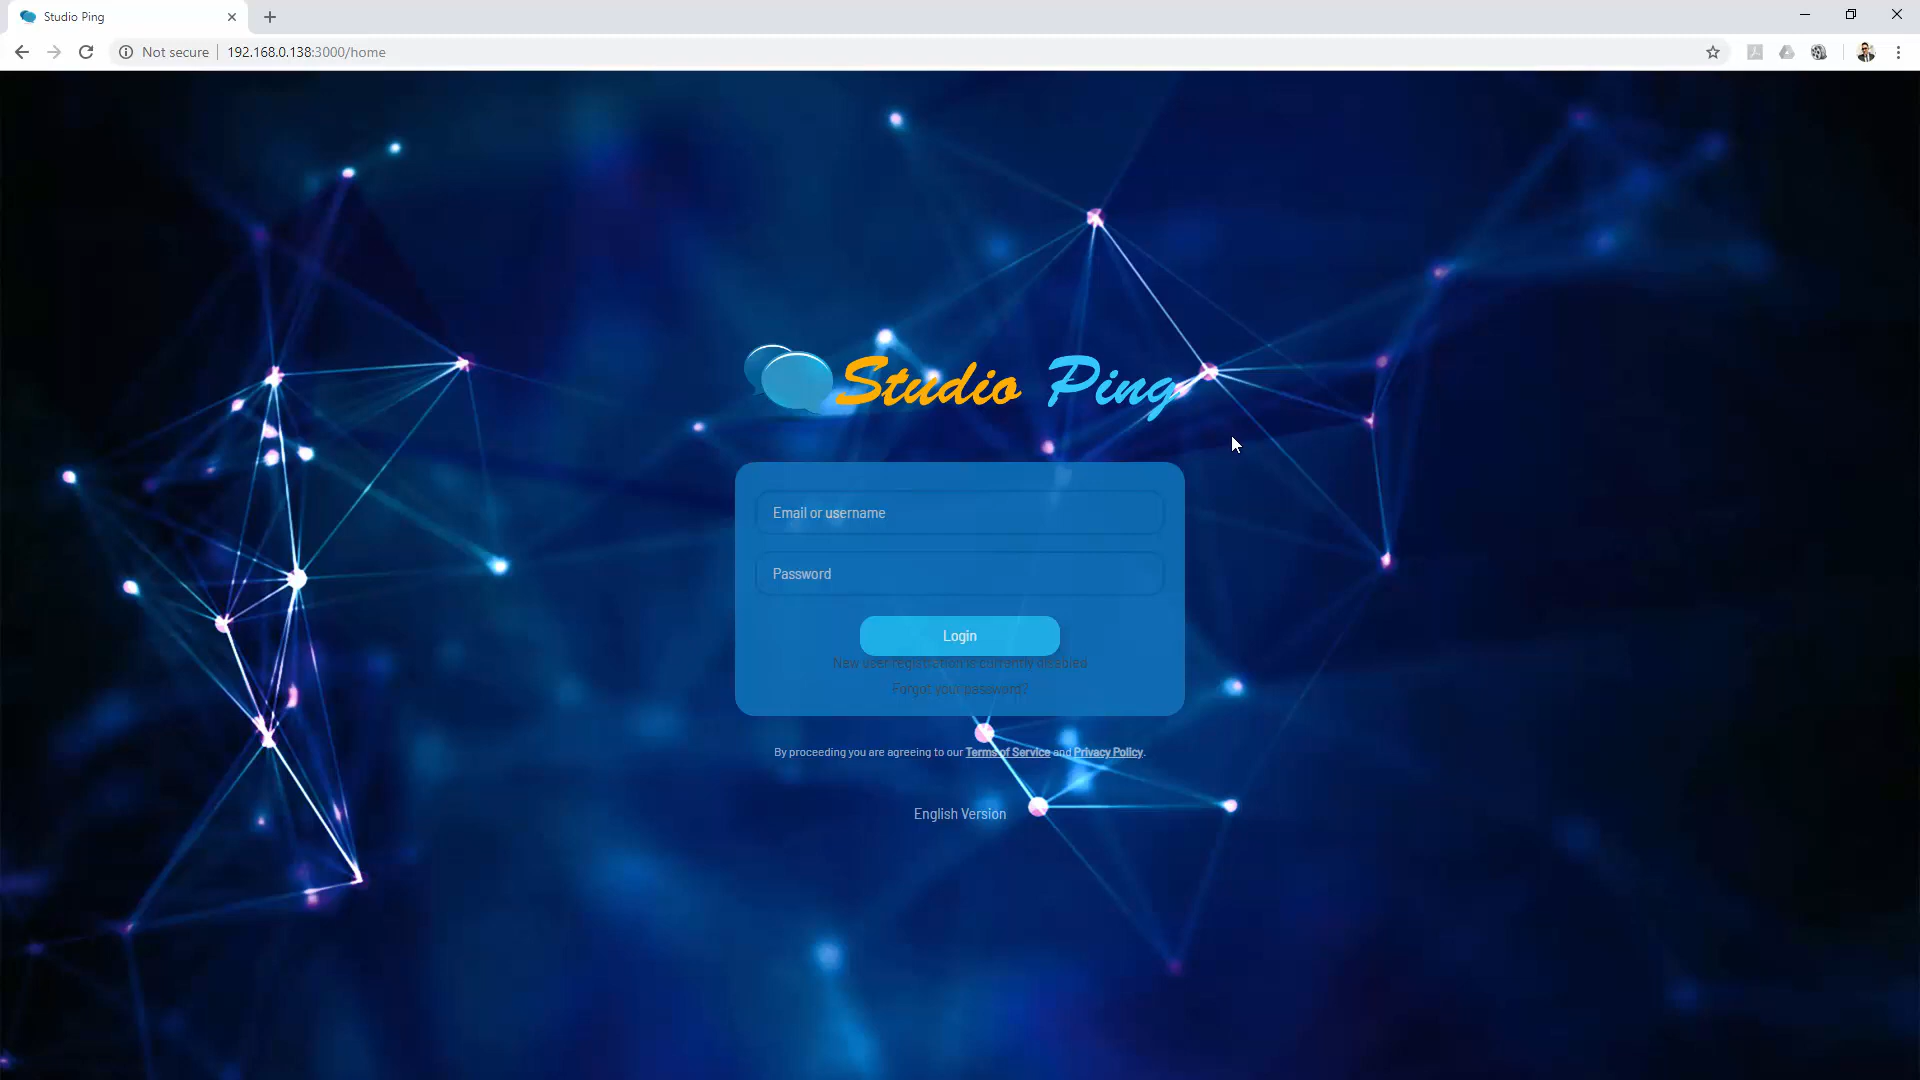 Studio Ping
Not secure
192.168.0.138:3000/home
Studio Ping
Email or username
Password
Login
New user registration is currently disabled
Forgot your password?
By proceeding you are agreeing to our Terms of Service and Privacy Policy.
English Version